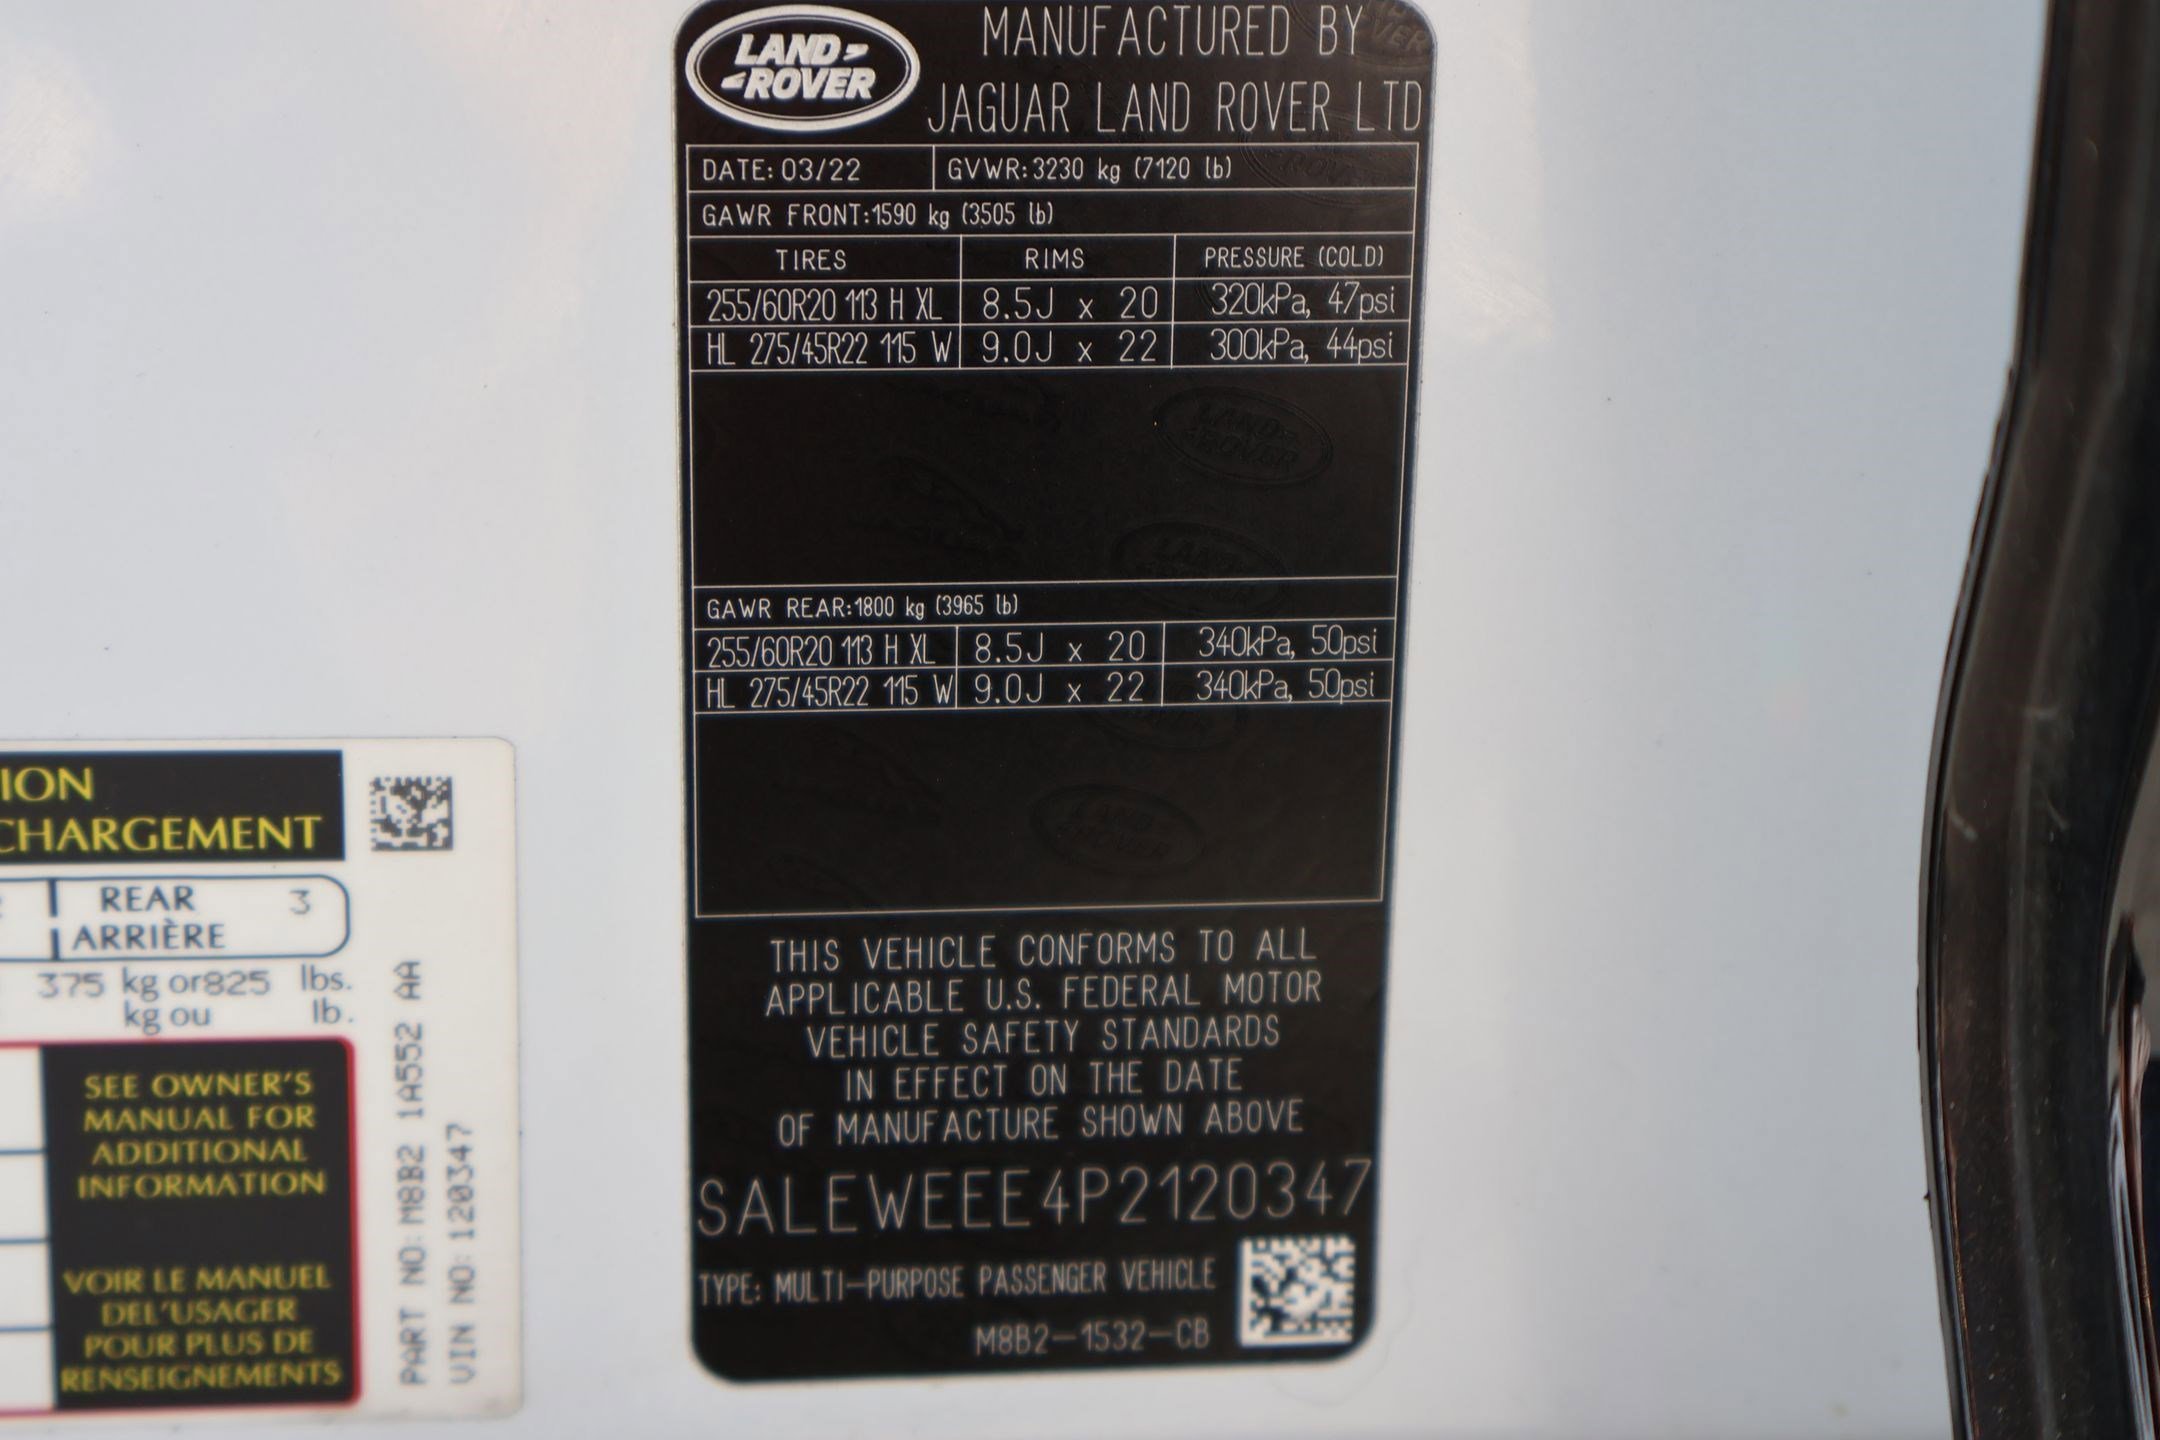 LAND
ROVER
MANUFACTURED BY
JAGUAR LAND ROVER LTD
DATE: 03/22 GVWR:3230 kg (7120 lb)
GAWR FRONT:1590 kg (3505 lb)
TIRES RIMS PRESSURE (COLD)
255/60R20 113 H XL 8.5J x 20 320kPa, 47psi
HL 275/45R22 115 W 9.0J x 22 300kPa, 44psi
GAWR REAR:1800 kg (3965 lb)
255/60R20 113 H XL 8.5J x 20 340kPa, 50psi
HL 275/45R22 115 W 9.0J x 22 340kPa, 50psi
THIS VEHICLE CONFORMS TO ALL
APPLICABLE U.S. FEDERAL MOTOR
VEHICLE SAFETY STANDARDS
IN EFFECT ON THE DATE
OF MANUFACTURE SHOWN ABOVE
SALEWEEE4P2120347
TYPE: MULTI-PURPOSE PASSENGER VEHICLE
M8B2-1532-CB
ION
CHARGEMENT
REAR 3
ARRIÈRE
375 kg or 825 lbs.
kg ou lb.
SEE OWNER'S
MANUAL FOR
ADDITIONAL
INFORMATION
VOIR LE MANUEL
DEL'USAGER
POUR PLUS DE
RENSEIGNEMENTS
PART NO: M8B2 1A552 AA
VIN NO: 120347